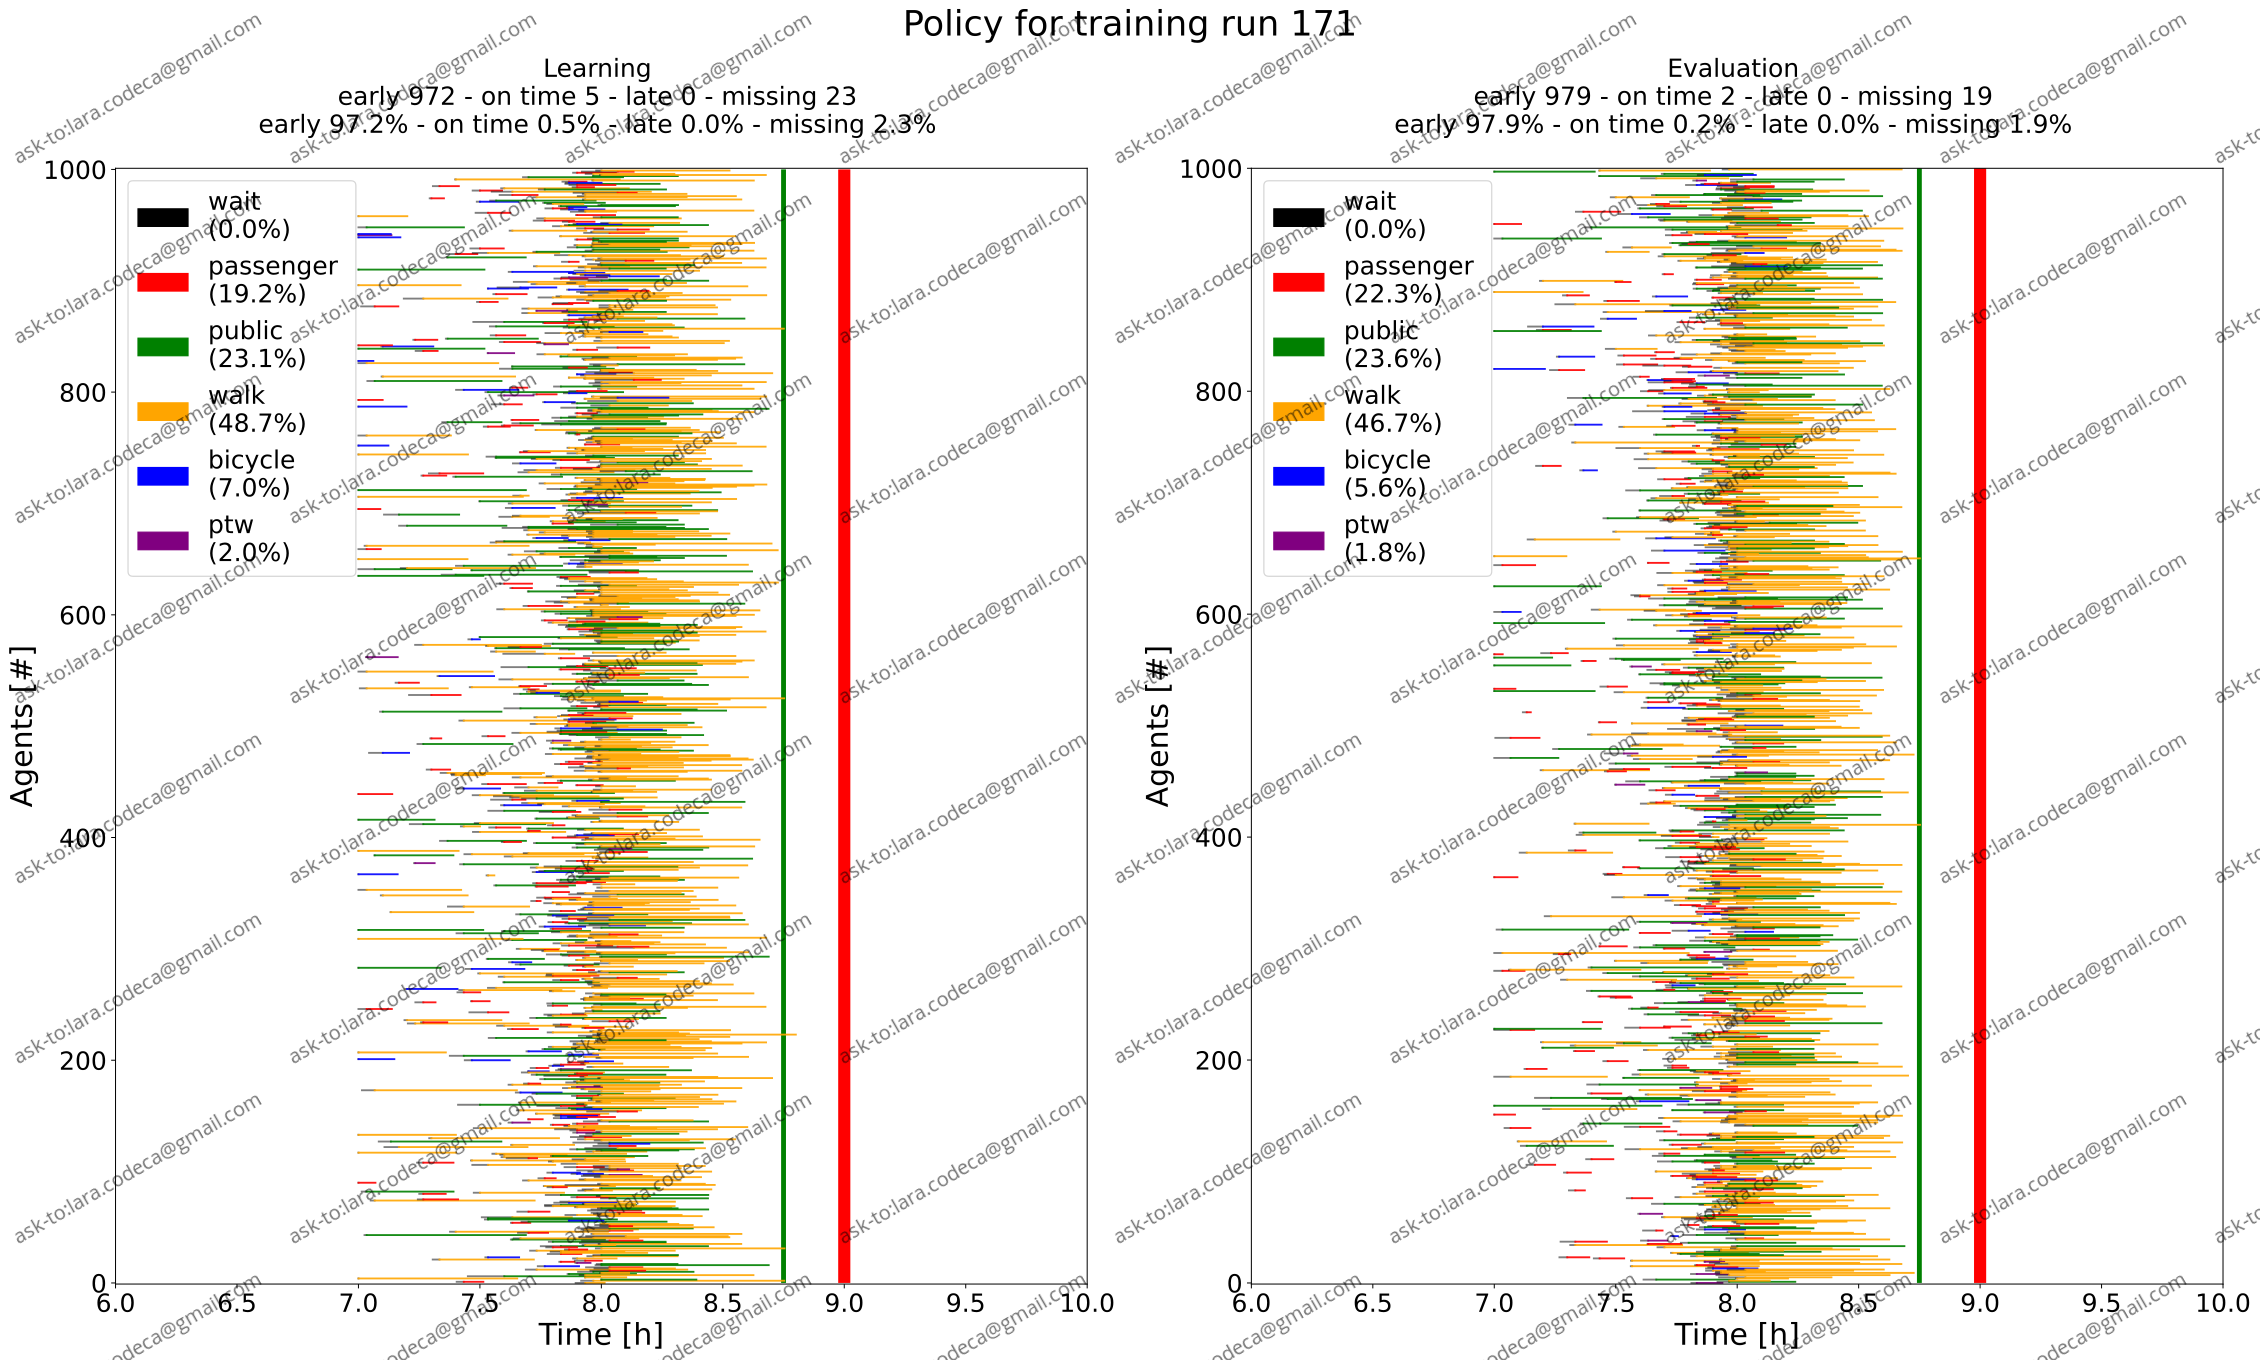 Policy for training run 171
Learning
early 972 - on time 5 - late 0 - missing 23
early 97.2% - on time 0.5% - late 0.0% - missing 2.3%
1000
800
600
400
200
0
Agents [#]
wait
(0.0%)
passenger
(19.2%)
public
(23.1%)
walk
(48.7%)
bicycle
(7.0%)
ptw
(2.0%)
6.0 6.5 7.0 7.5 8.0 8.5 9.0 9.5 10.0
Time [h]
Evaluation
early 979 - on time 2 - late 0 - missing 19
early 97.9% - on time 0.2% - late 0.0% - missing 1.9%
1000
800
600
400
200
0
Agents [#]
wait
(0.0%)
passenger
(22.3%)
public
(23.6%)
walk
(46.7%)
bicycle
(5.6%)
ptw
(1.8%)
6.0 6.5 7.0 7.5 8.0 8.5 9.0 9.5 10.0
Time [h]
ask-to:lara.codeca@gmail.com